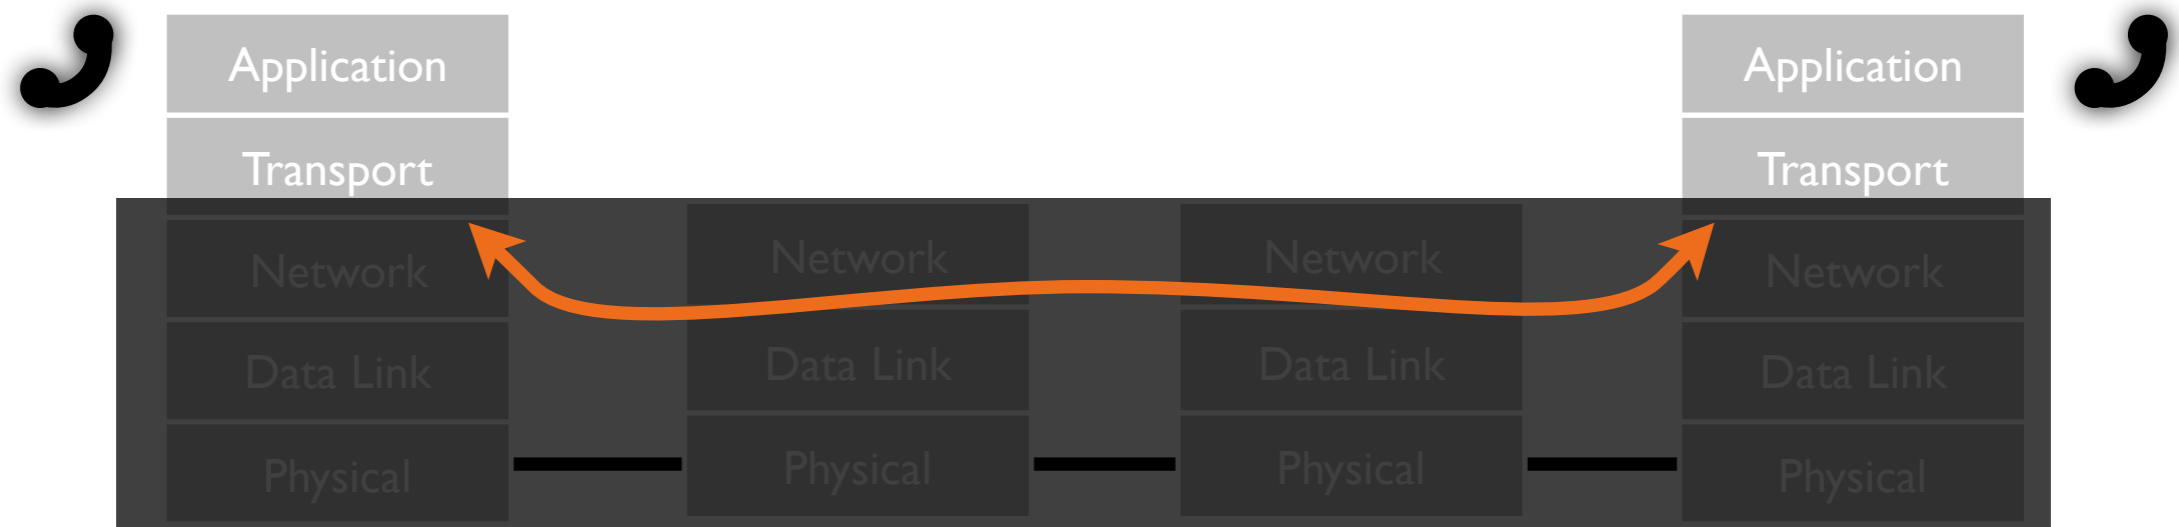 Application
Transport
Network
Data Link
Physical
Network
Data Link
Physical
Network
Data Link
Physical
Application
Transport
Network
Data Link
Physical